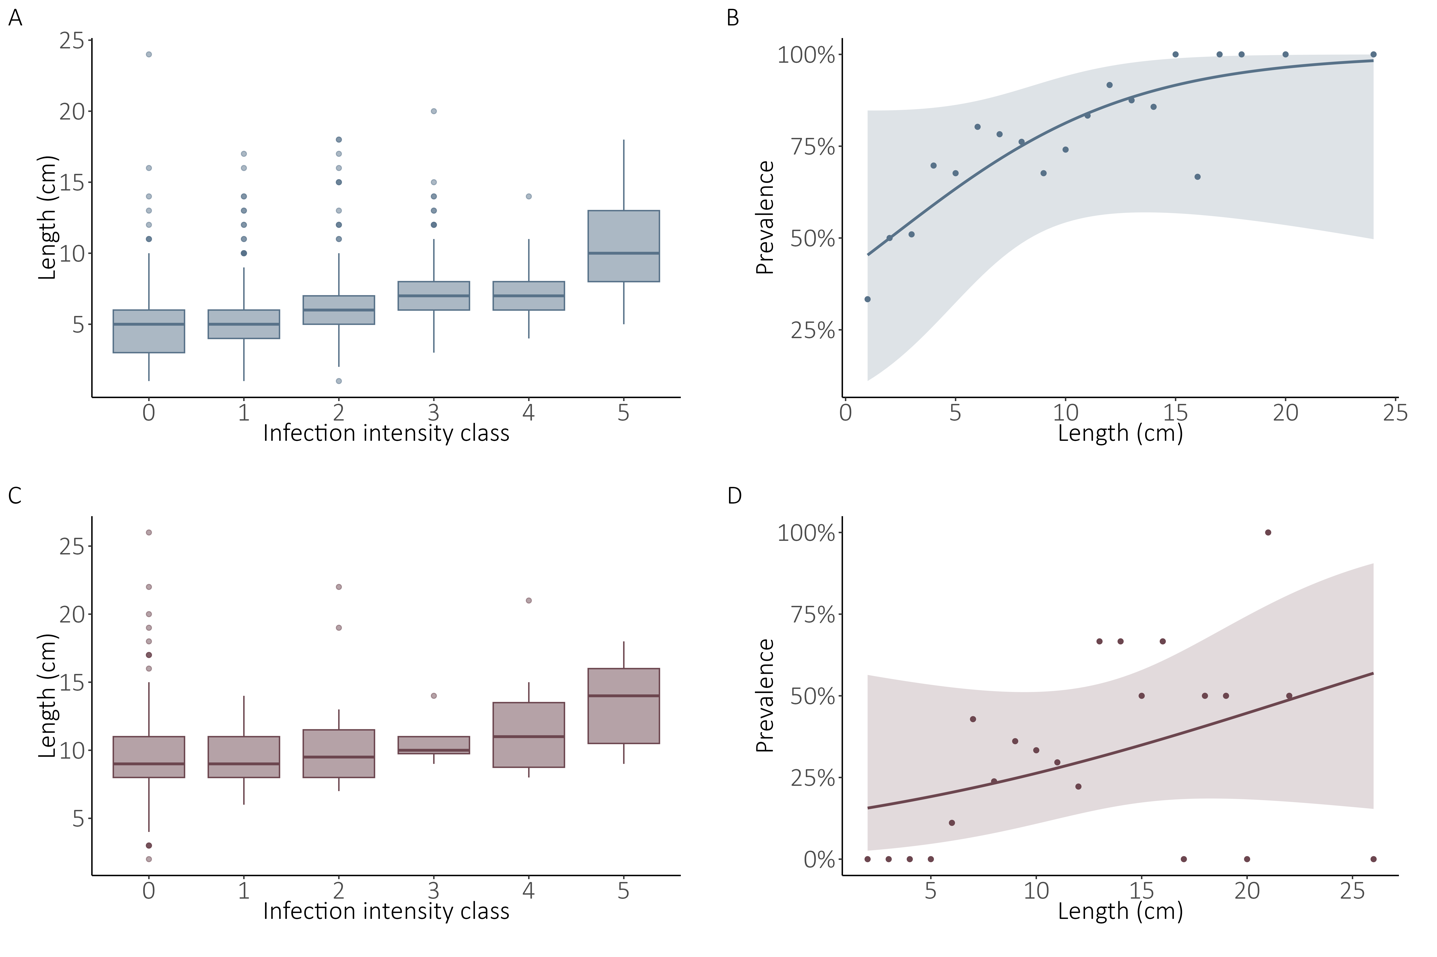 A
25
20
15
10
5
Length (cm)
0 1 2 3 4 5
Infection intensity class
B
100%
75%
50%
25%
Prevalence
0 5 10 15 20 25
Length (cm)
C
25
20
15
10
5
Length (cm)
0 1 2 3 4 5
Infection intensity class
D
100%
75%
50%
25%
0%
Prevalence
5 10 15 20 25
Length (cm)